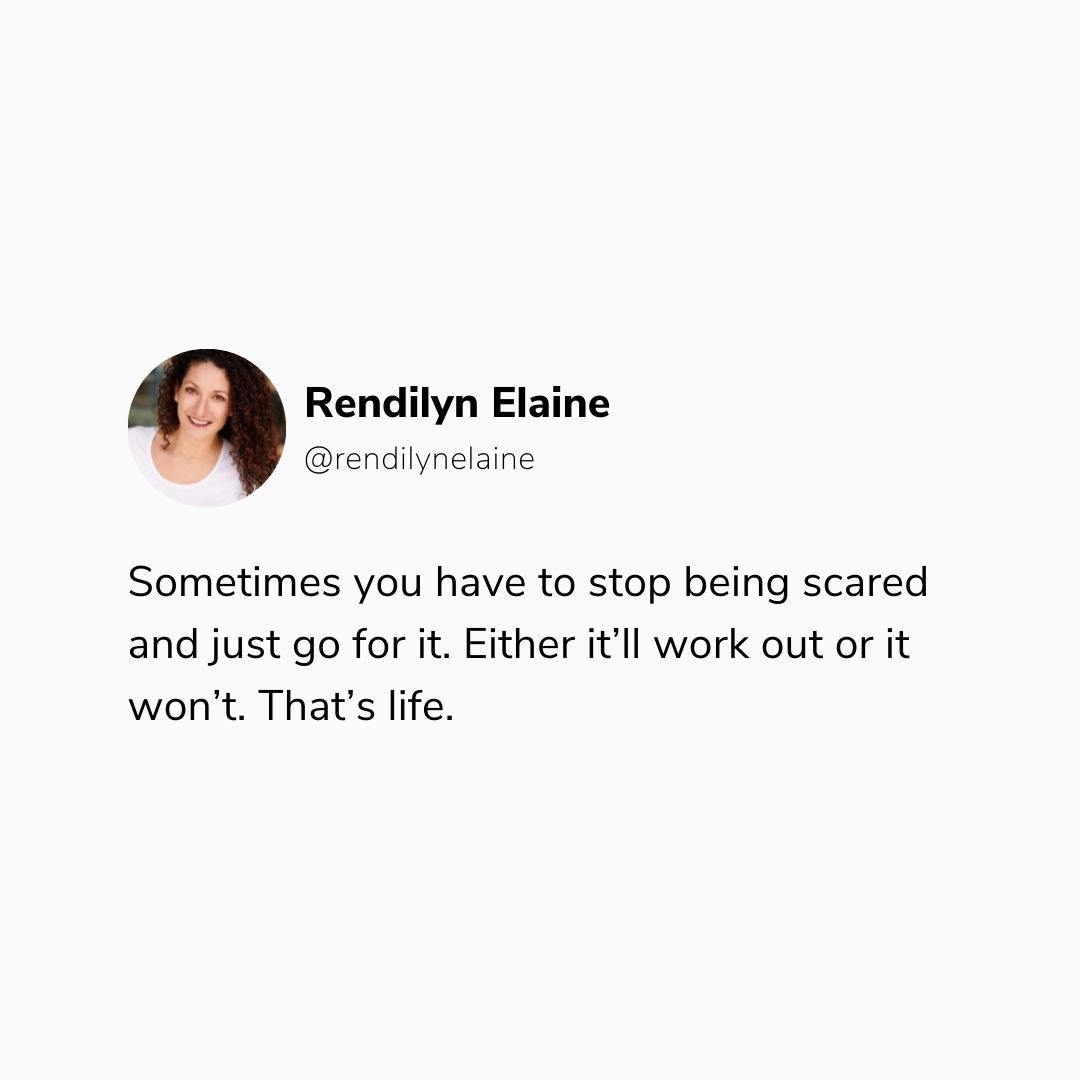 Rendilyn Elaine
@rendilynelaine
Sometimes you have to stop being scared
and just go for it. Either it’ll work out or it
won’t. That’s life.